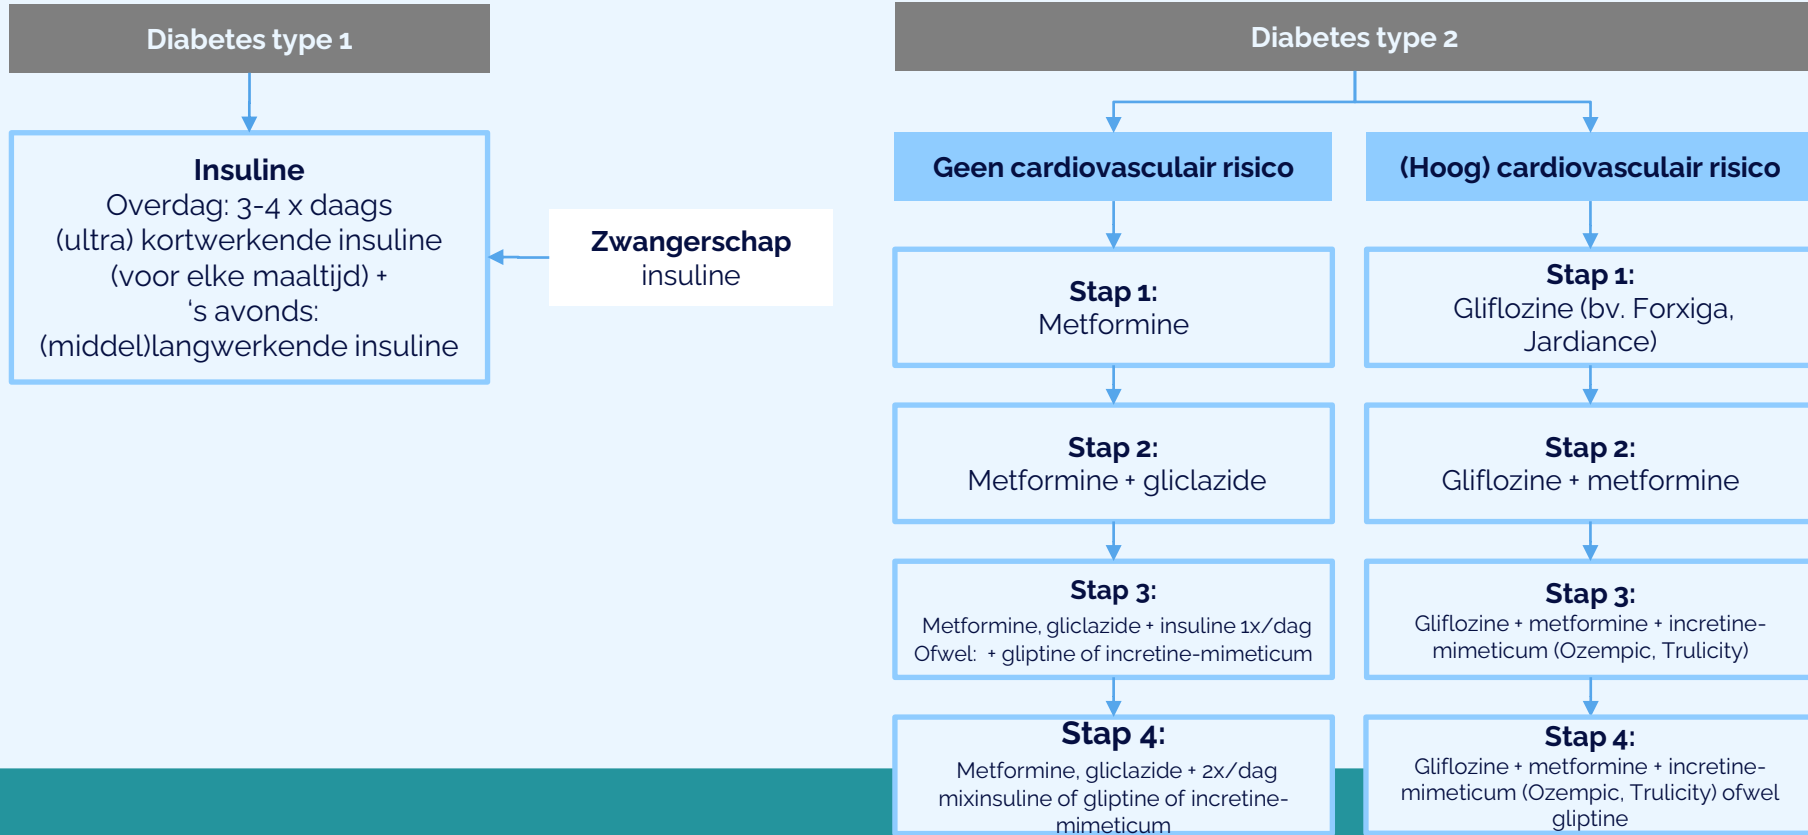 Diabetes type 1
Insuline
Overdag: 3-4 x daags
(ultra) kortwerkende insuline
(voor elke maaltijd) +
‘s avonds:
(middel)langwerkende insuline
Zwangerschap
insuline
Diabetes type 2
Geen cardiovasculair risico
Stap 1:
Metformine
Stap 2:
Metformine + gliclazide
Stap 3:
Metformine, gliclazide + insuline 1x/dag
Ofwel: + gliptine of incretine-mimeticum
Stap 4:
Metformine, gliclazide + 2x/dag
mixinsuline of gliptine of incretine-
mimeticum
(Hoog) cardiovasculair risico
Stap 1:
Gliflozine (bv. Forxiga,
Jardiance)
Stap 2:
Gliflozine + metformine
Stap 3:
Gliflozine + metformine + incretine-
mimeticum (Ozempic, Trulicity)
Stap 4:
Gliflozine + metformine + incretine-
mimeticum (Ozempic, Trulicity) ofwel
gliptine